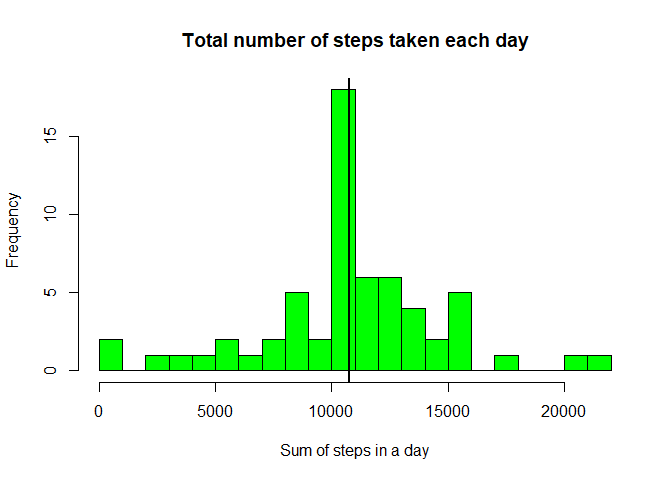 Total number of steps taken each day
Frequency
15
10
5
0
0 5000 10000 15000 20000
Sum of steps in a day